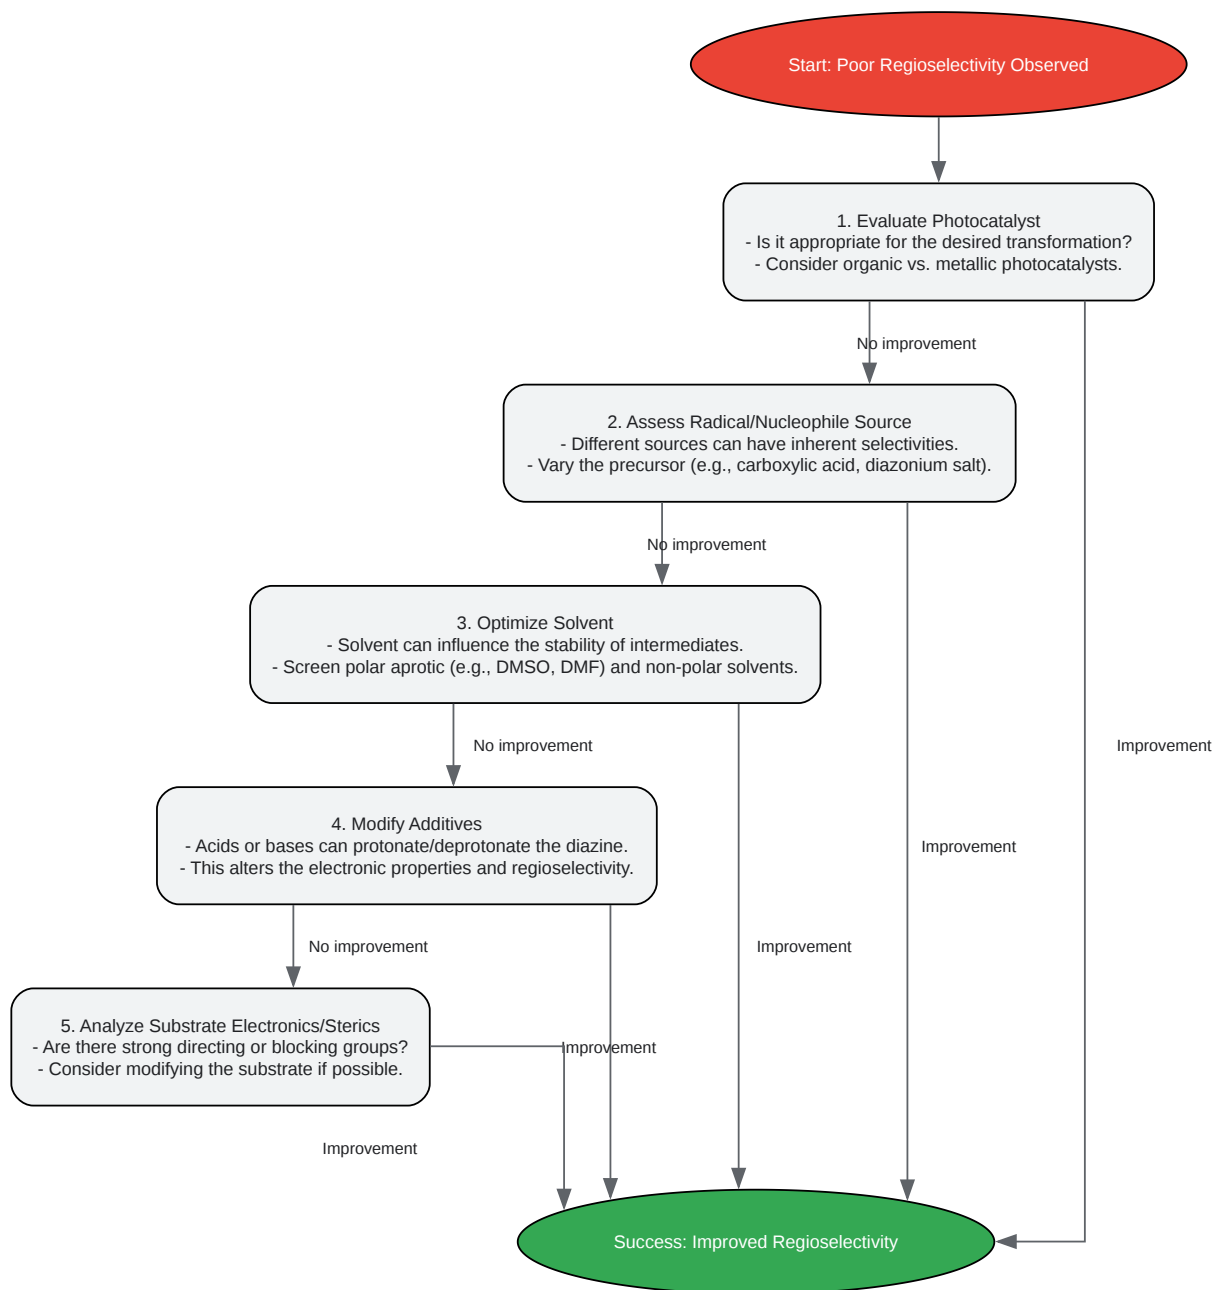 Start: Poor Regioselectivity Observed
1. Evaluate Photocatalyst
- Is it appropriate for the desired transformation?
- Consider organic vs. metallic photocatalysts.
No improvement
2. Assess Radical/Nucleophile Source
- Different sources can have inherent selectivities.
- Vary the precursor (e.g., carboxylic acid, diazonium salt).
No improvement
3. Optimize Solvent
- Solvent can influence the stability of intermediates.
- Screen polar aprotic (e.g., DMSO, DMF) and non-polar solvents.
No improvement
Improvement
4. Modify Additives
- Acids or bases can protonate/deprotonate the diazine.
- This alters the electronic properties and regioselectivity.
Improvement
No improvement
Improvement
5. Analyze Substrate Electronics/Sterics
- Are there strong directing or blocking groups?
- Consider modifying the substrate if possible.
Improvement
Improvement
Success: Improved Regioselectivity